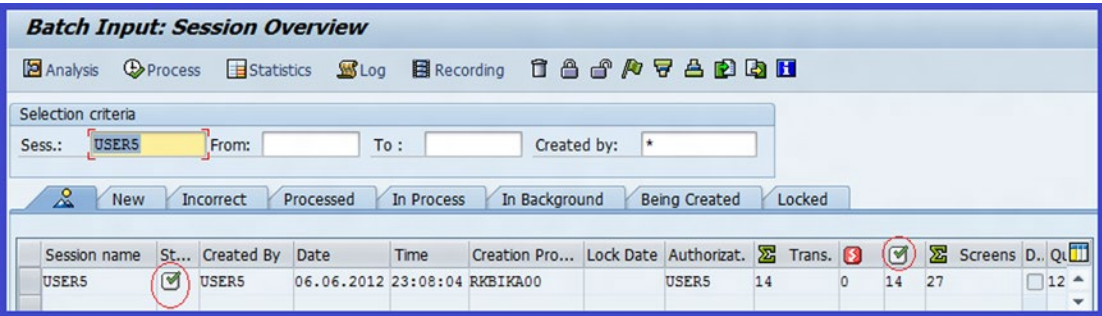 Batch Input: Session Overview
Analysis Process Statistics Log Recording
Selection criteria
Sess.: USER5 From: To : Created by: *
New Incorrect Processed In Process In Background Being Created Locked
Session name St... Created By Date Time Creation Pro... Lock Date Authorizat. Trans. Screens D.. Qu
USER5 USER5 06.06.2012 23:08:04 RKBIKA00 USER5 14 0 14 27 12